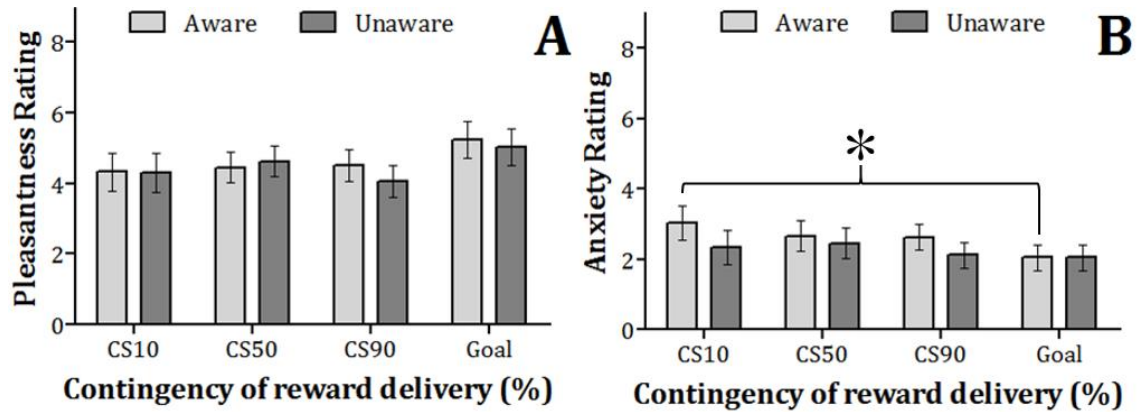 Aware Unaware
A
Pleasantness Rating
8
6
4
2
0
CS10 CS50 CS90 Goal
Contingency of reward delivery (%)
Aware Unaware
B
Anxiety Rating
8
6
4
2
0
*
CS10 CS50 CS90 Goal
Contingency of reward delivery (%)